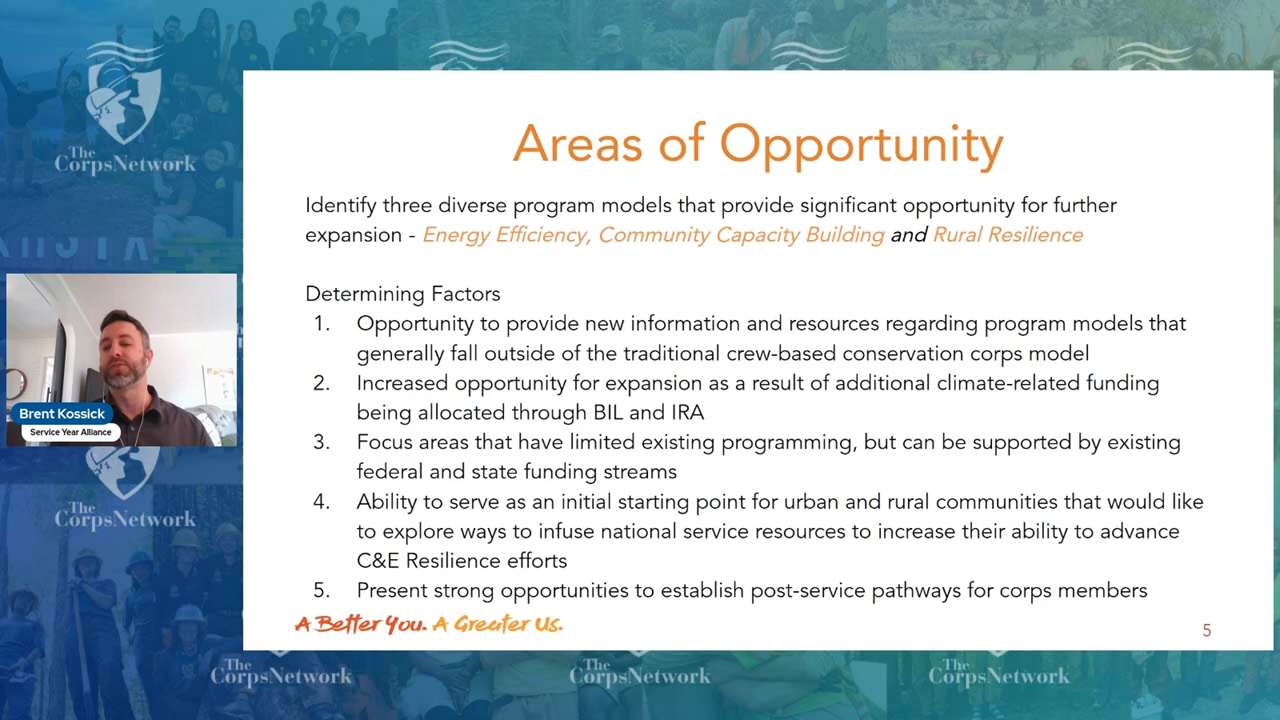 The
CorpsNetwork
Areas of Opportunity
Identify three diverse program models that provide significant opportunity for further
expansion - Energy Efficiency, Community Capacity Building and Rural Resilience
Determining Factors
1. Opportunity to provide new information and resources regarding program models that
generally fall outside of the traditional crew-based conservation corps model
2. Increased opportunity for expansion as a result of additional climate-related funding
being allocated through BIL and IRA
3. Focus areas that have limited existing programming, but can be supported by existing
federal and state funding streams
4. Ability to serve as an initial starting point for urban and rural communities that would like
to explore ways to infuse national service resources to increase their ability to advance
C&E Resilience efforts
5. Present strong opportunities to establish post-service pathways for corps members
A Better You. A Greater Us.
5
Brent Kossick
Service Year Alliance
The
CorpsNetwork
The
CorpsNetwork
The
CorpsNetwork
The
CorpsNetwork